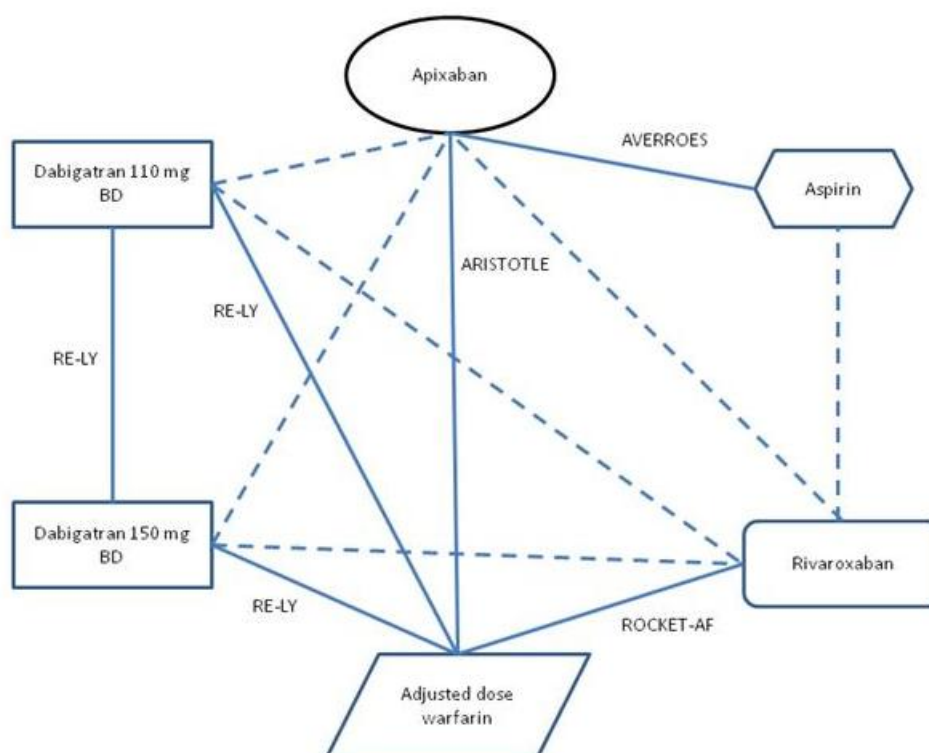 Apixaban
AVERROES
Dabigatran 110 mg
BD
Aspirin
ARISTOTLE
RE-LY
RE-LY
Dabigatran 150 mg
BD
Rivaroxaban
RE-LY
ROCKET-AF
Adjusted dose
warfarin